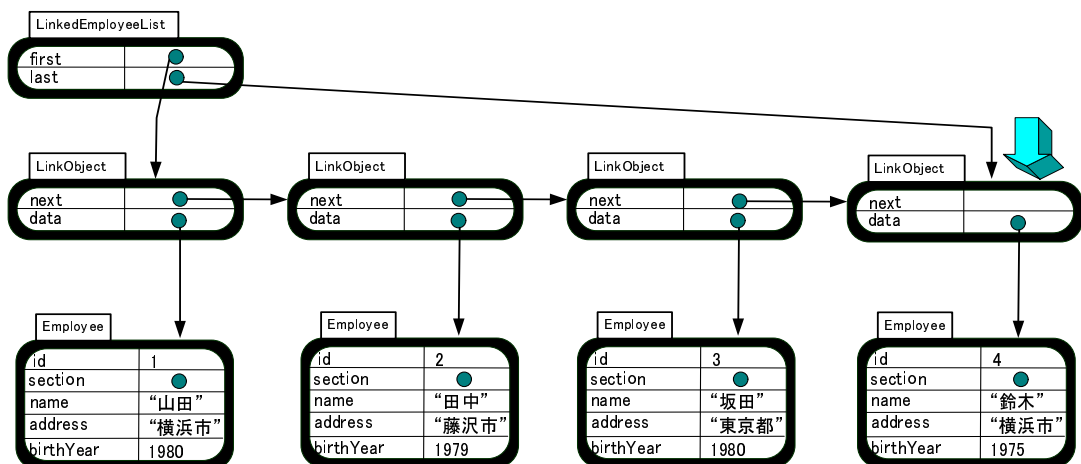 LinkedEmployeeList
first
last
LinkObject
next
data
LinkObject
next
data
LinkObject
next
data
LinkObject
next
data
Employee
id 1
section
name “山田”
address “横浜市”
birthYear 1980
Employee
id 2
section
name “田中”
address “藤沢市”
birthYear 1979
Employee
id 3
section
name “坂田”
address “東京都”
birthYear 1980
Employee
id 4
section
name “鈴木”
address “横浜市”
birthYear 1975